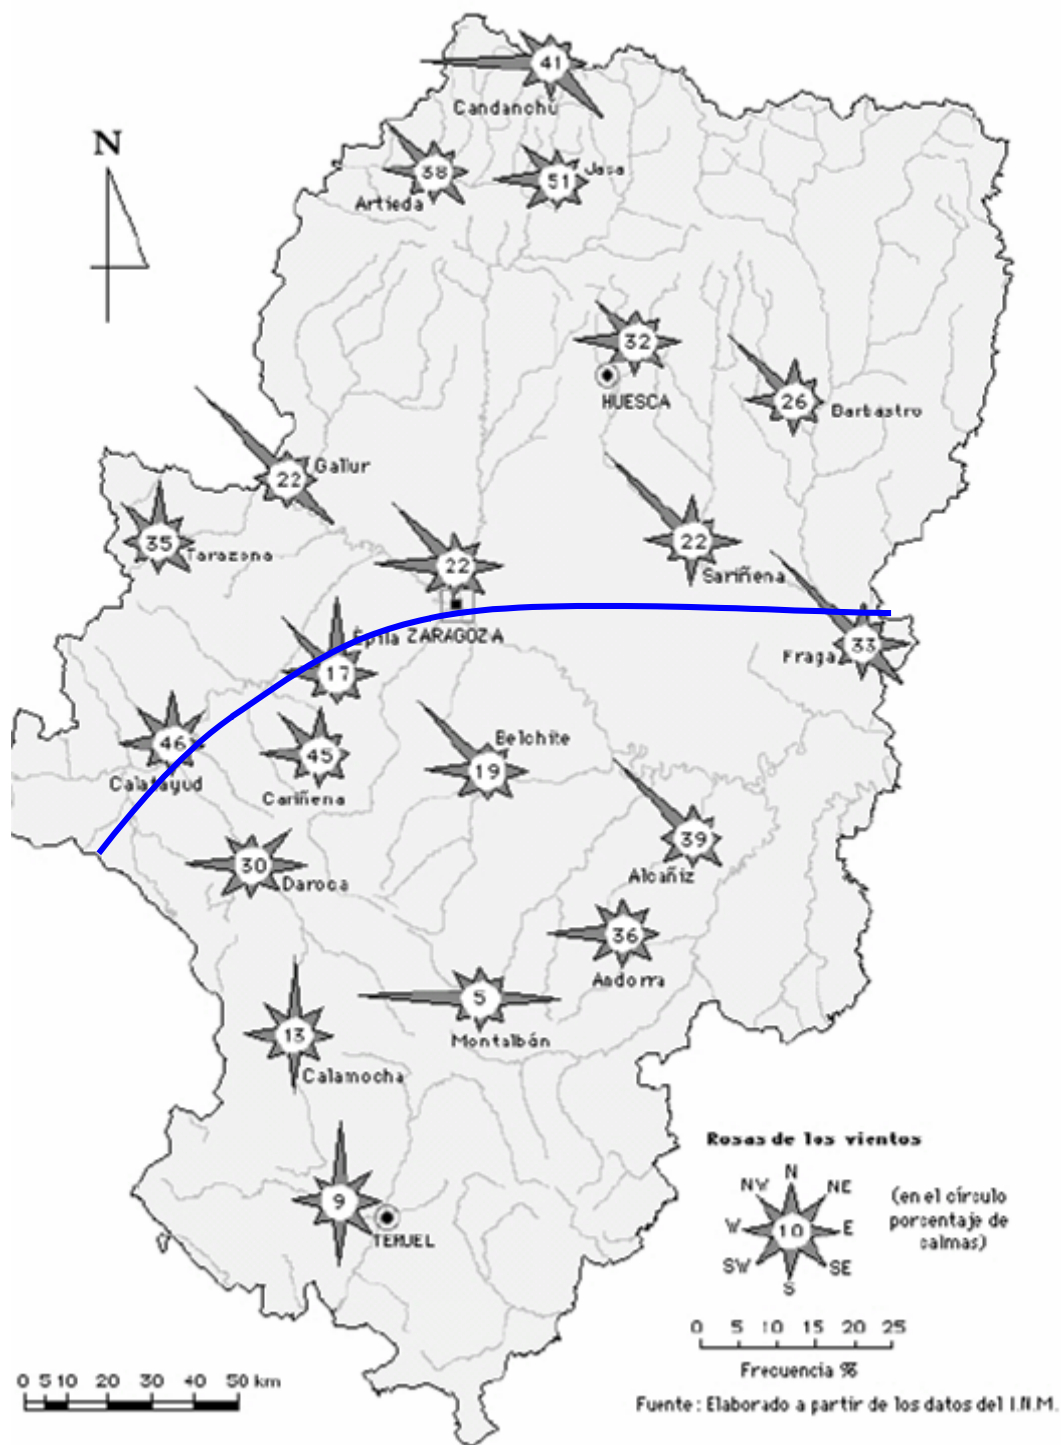 41
Candanchú
N
38
Artieda
51
Jaca
32
HUESCA
26
Barbastro
22
Gallur
35
Tarazona
22
ZARAGOZA
22
Sariñena
Épila
17
33
Fraga
46
Calatayud
45
Cariñena
Belchite
19
39
Alcañiz
30
Daroca
36
Andorra
5
Montalbán
13
Calamocha
9
TERUEL
Rosas de los vientos
N
NW NE
W 10 E
SW SE
S
(en el círculo
porcentaje de
calmas)
0 5 10 15 20 25
Frecuencia %
0 5 10 20 30 40 50 km
Fuente: Elaborado a partir de los datos del I.N.M.